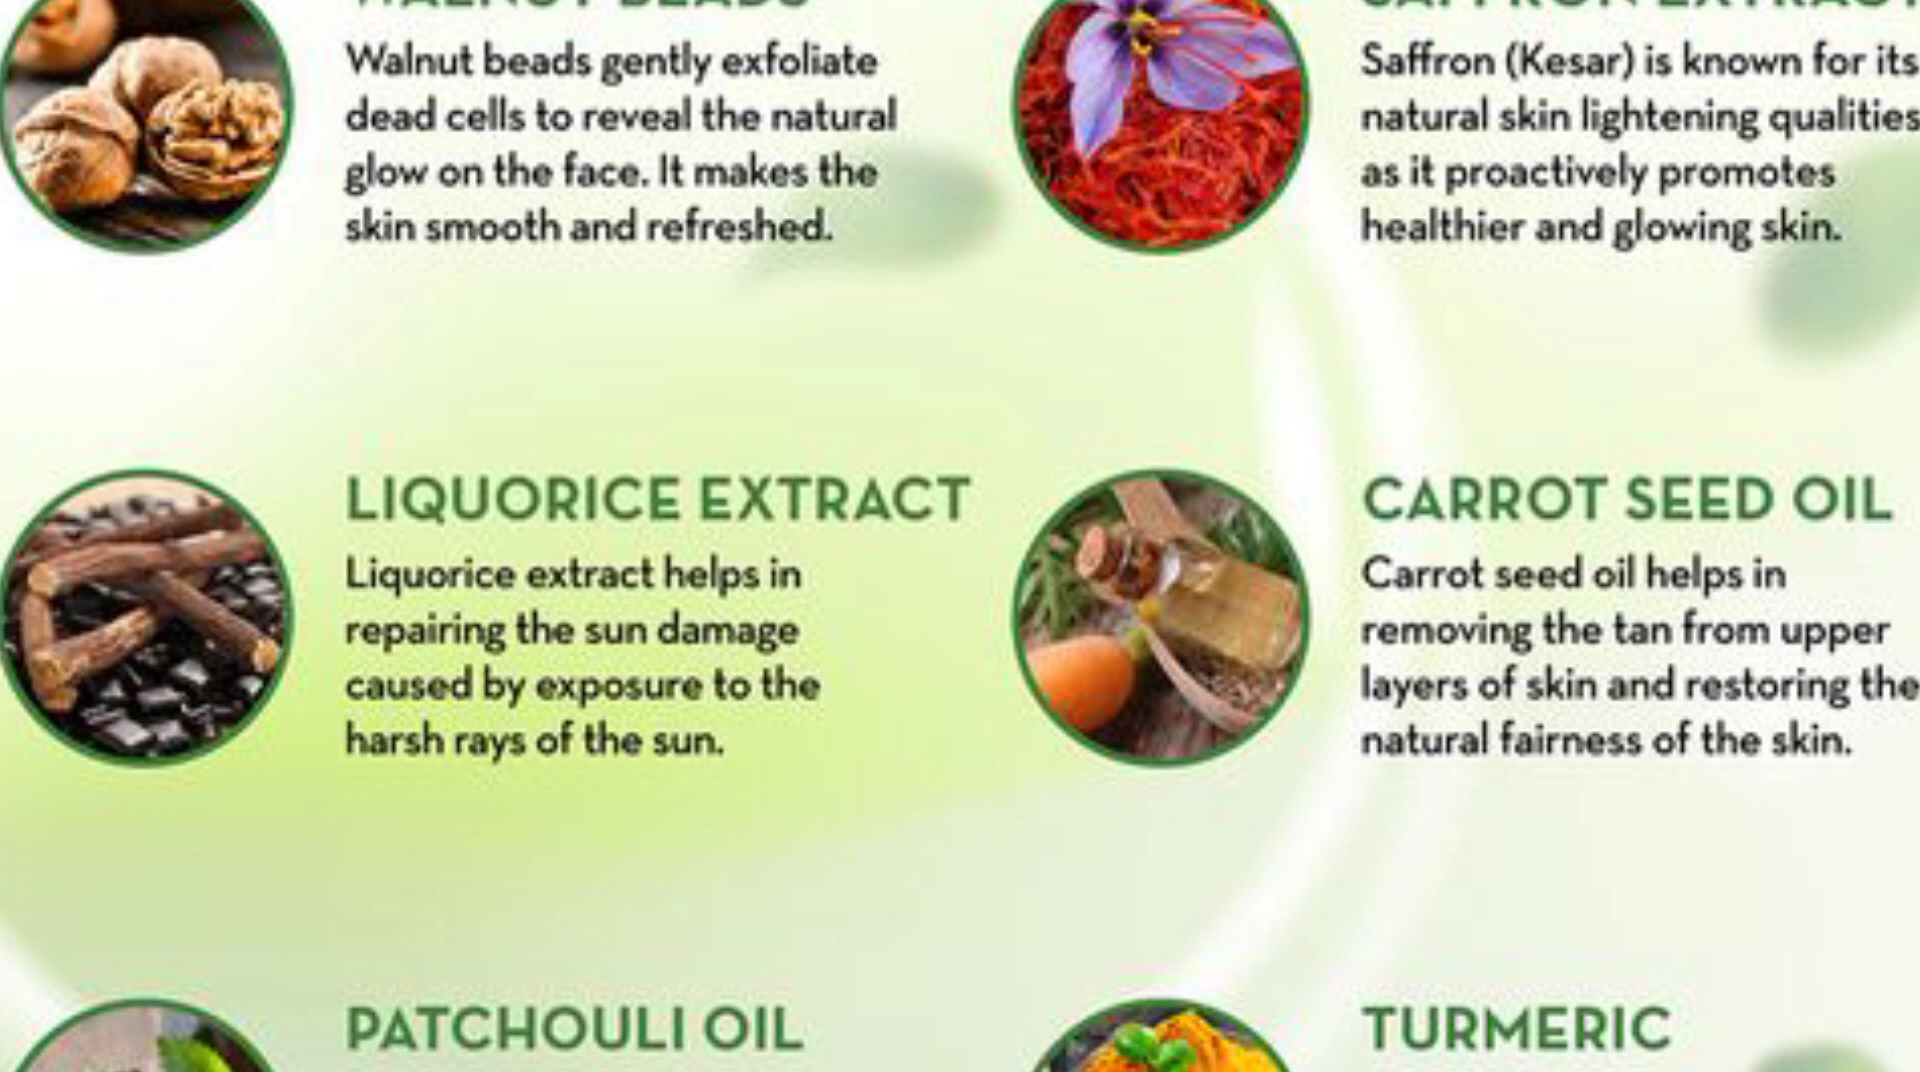 WALNUT BEADS
Walnut beads gently exfoliate
dead cells to reveal the natural
glow on the face. It makes the
skin smooth and refreshed.
SAFFRON EXTRACT
Saffron (Kesar) is known for its
natural skin lightening qualities
as it proactively promotes
healthier and glowing skin.
LIQUORICE EXTRACT
Liquorice extract helps in
repairing the sun damage
caused by exposure to the
harsh rays of the sun.
CARROT SEED OIL
Carrot seed oil helps in
removing the tan from upper
layers of skin and restoring the
natural fairness of the skin.
PATCHOULI OIL
TURMERIC